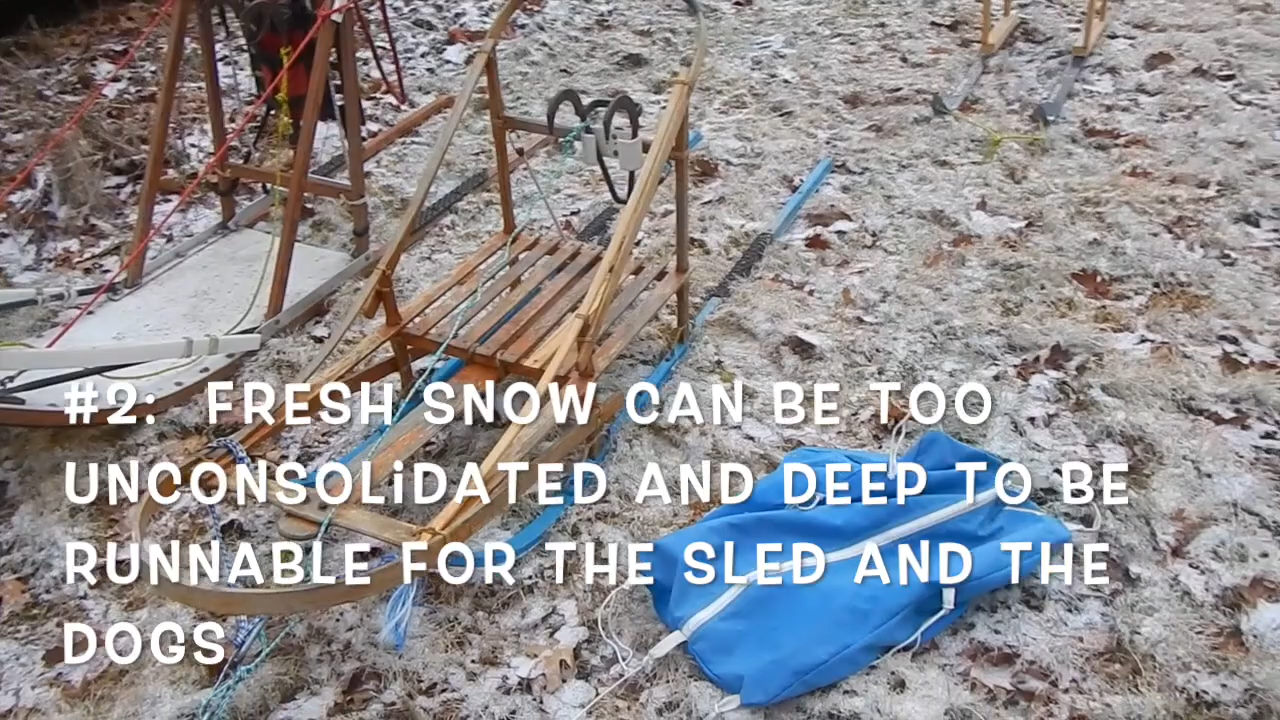 #2:  FRESH SNOW CAN BE TOO
UNCONSOLiDATED AND DEEP TO BE
RUNNABLE FOR THE SLED AND THE
DOGS